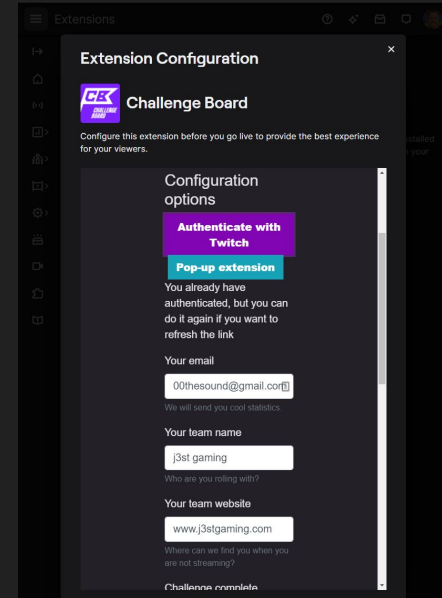 Extensions
Extension Configuration
CB
CHALLENGE
BOARD
Challenge Board
Configure this extension before you go live to provide the best experience
for your viewers.
Configuration
options
Authenticate with
Twitch
Pop-up extension
You already have
authenticated, but you can
do it again if you want to
refresh the link
Your email
00thesound@gmail.com
We will send you cool statistics.
Your team name
j3st gaming
Who are you rolling with?
Your team website
www.j3stgaming.com
Where can we find you when you
are not streaming?
Challenge complete